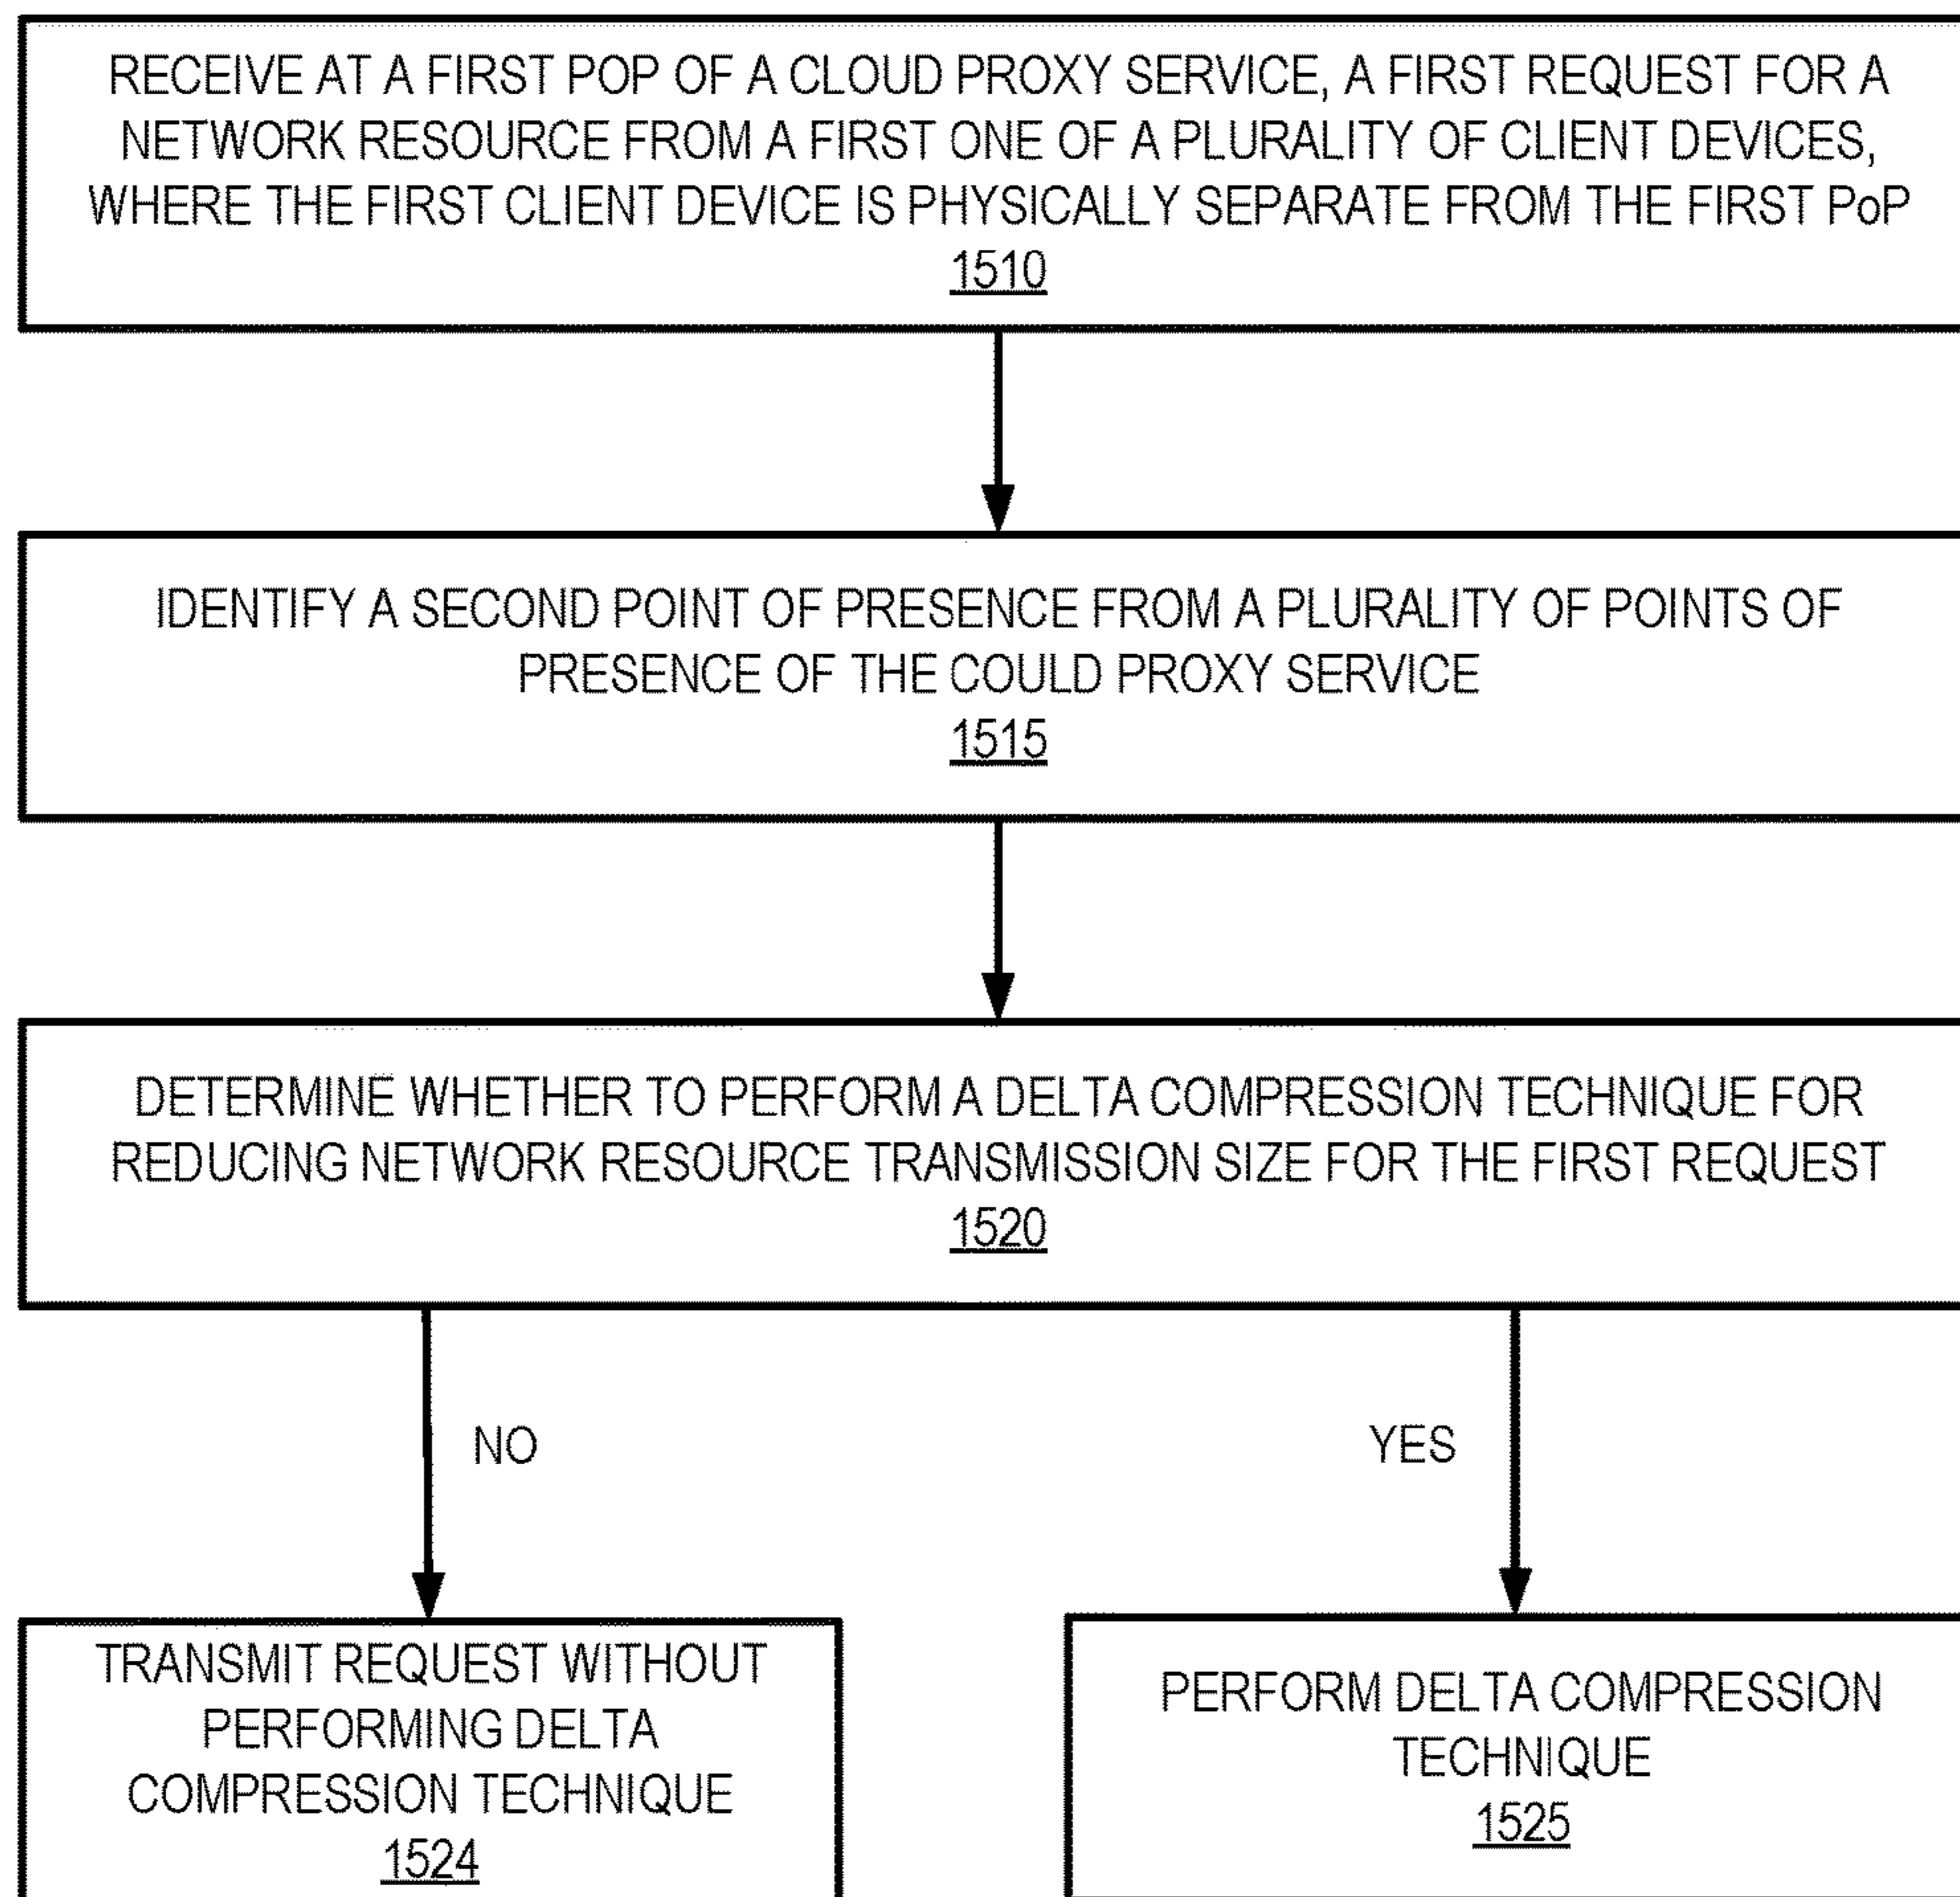 RECEIVE AT A FIRST POP OF A CLOUD PROXY SERVICE, A FIRST REQUEST FOR A
NETWORK RESOURCE FROM A FIRST ONE OF A PLURALITY OF CLIENT DEVICES,
WHERE THE FIRST CLIENT DEVICE IS PHYSICALLY SEPARATE FROM THE FIRST PoP
1510
IDENTIFY A SECOND POINT OF PRESENCE FROM A PLURALITY OF POINTS OF
PRESENCE OF THE COULD PROXY SERVICE
1515
DETERMINE WHETHER TO PERFORM A DELTA COMPRESSION TECHNIQUE FOR
REDUCING NETWORK RESOURCE TRANSMISSION SIZE FOR THE FIRST REQUEST
1520
NO
YES
TRANSMIT REQUEST WITHOUT
PERFORMING DELTA
COMPRESSION TECHNIQUE
1524
PERFORM DELTA COMPRESSION
TECHNIQUE
1525